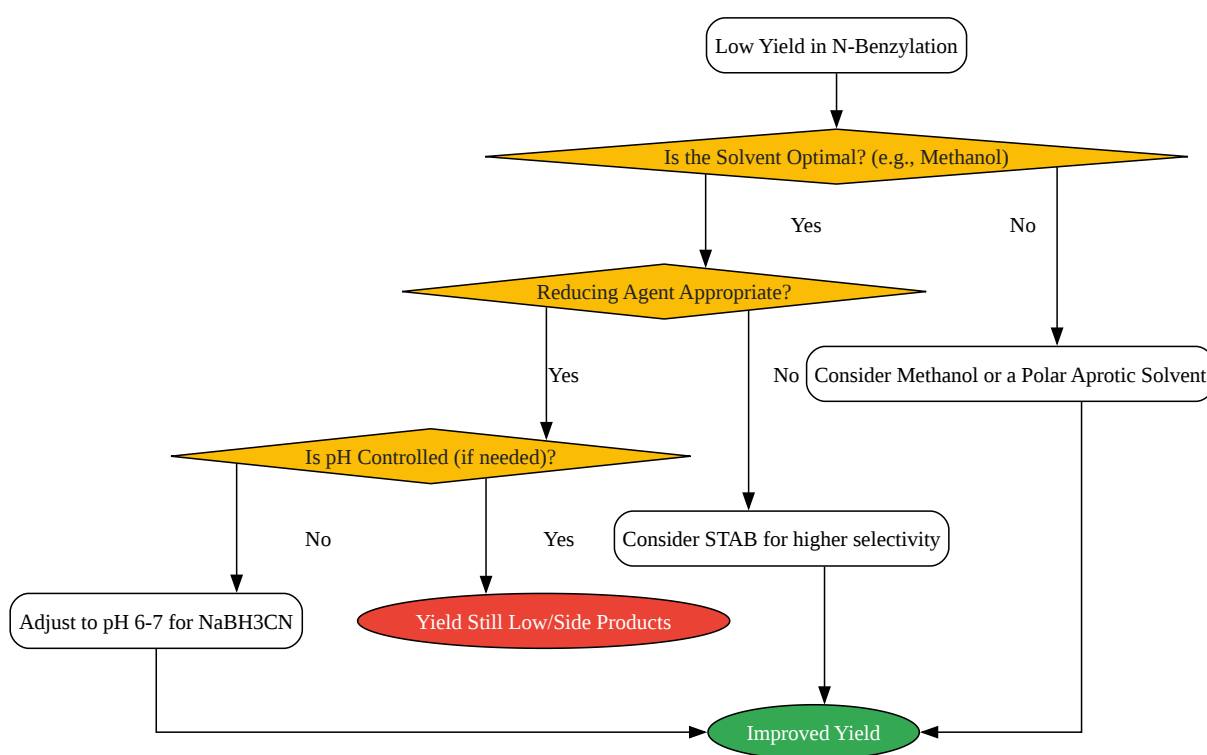 Low Yield in N-Benzylation
Is the Solvent Optimal? (e.g., Methanol)
Yes
No
Reducing Agent Appropriate?
Yes
No
Consider Methanol or a Polar Aprotic Solvent
Is pH Controlled (if needed)?
No
Yes
Consider STAB for higher selectivity
Adjust to pH 6-7 for NaBH3CN
Yield Still Low/Side Products
Improved Yield